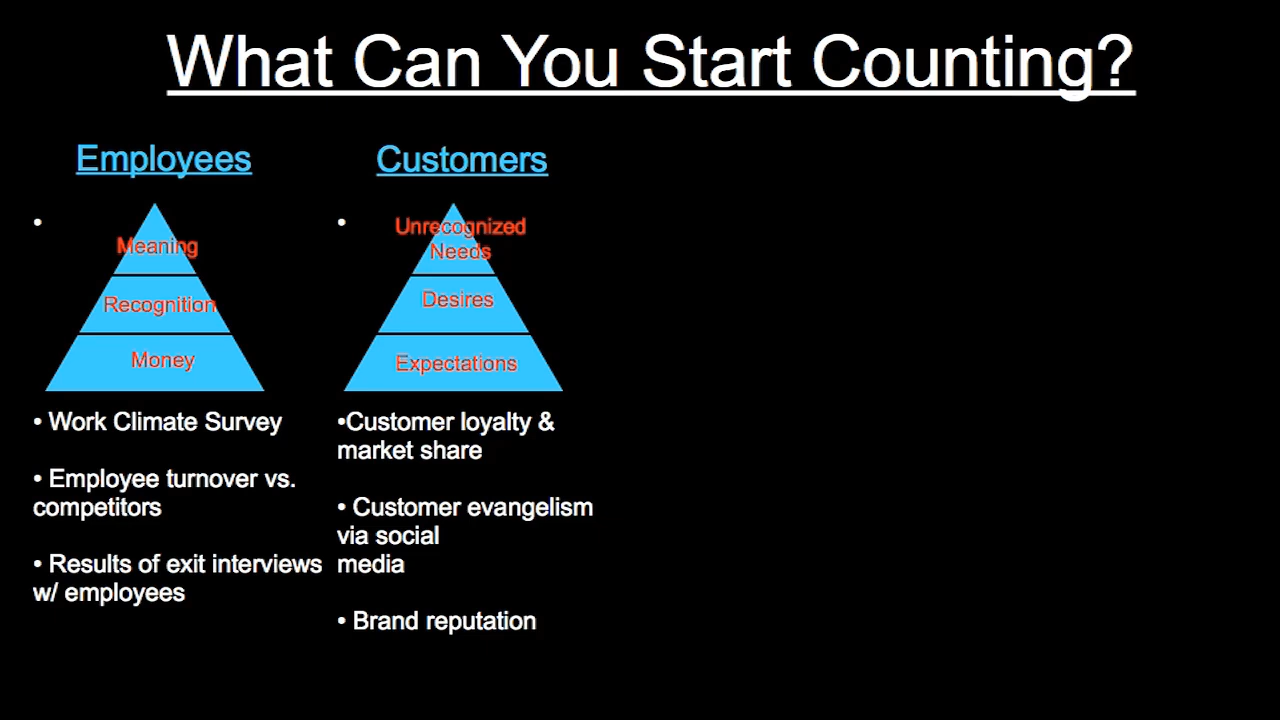 What Can You Start Counting?
Employees
•
Meaning
Recognition
Money
• Work Climate Survey
• Employee turnover vs.
competitors
• Results of exit interviews
w/ employees
Customers
•
Unrecognized
Needs
Desires
Expectations
•Customer loyalty &
market share
• Customer evangelism
via social
media
• Brand reputation